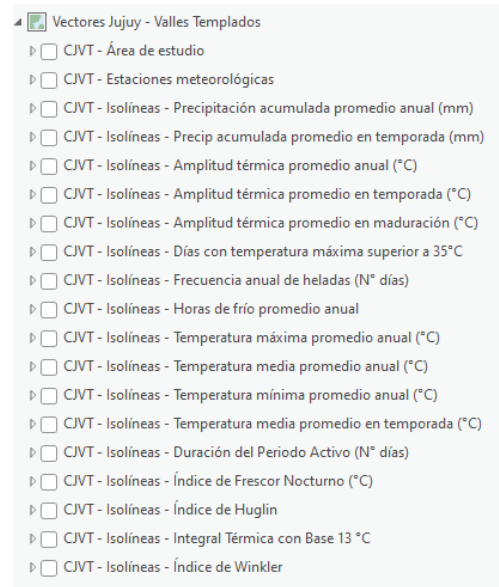 Vectores Jujuy - Valles Templados
CJVT - Área de estudio
CJVT - Estaciones meteorológicas
CJVT - Isolíneas - Precipitación acumulada promedio anual (mm)
CJVT - Isolíneas - Precip acumulada promedio en temporada (mm)
CJVT - Isolíneas - Amplitud térmica promedio anual (°C)
CJVT - Isolíneas - Amplitud térmica promedio en temporada (°C)
CJVT - Isolíneas - Amplitud térmica promedio en maduración (°C)
CJVT - Isolíneas - Días con temperatura máxima superior a 35°C
CJVT - Isolíneas - Frecuencia anual de heladas (N° días)
CJVT - Isolíneas - Horas de frío promedio anual
CJVT - Isolíneas - Temperatura máxima promedio anual (°C)
CJVT - Isolíneas - Temperatura media promedio anual (°C)
CJVT - Isolíneas - Temperatura mínima promedio anual (°C)
CJVT - Isolíneas - Temperatura media promedio en temporada (°C)
CJVT - Isolíneas - Duración del Periodo Activo (N° días)
CJVT - Isolíneas - Índice de Frescor Nocturno (°C)
CJVT - Isolíneas - Índice de Huglin
CJVT - Isolíneas - Integral Térmica con Base 13 °C
CJVT - Isolíneas - Índice de Winkler